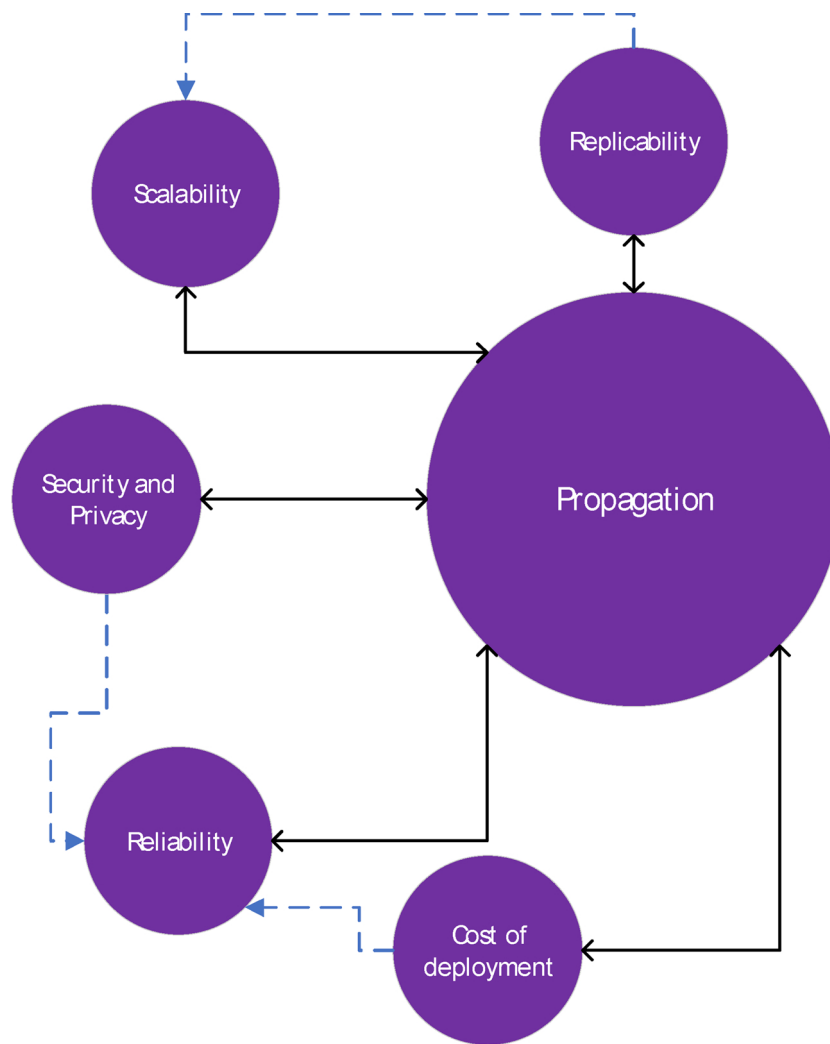 Replicability
Scalability
Security and
Privacy
Propagation
Reliability
Cost of
deployment